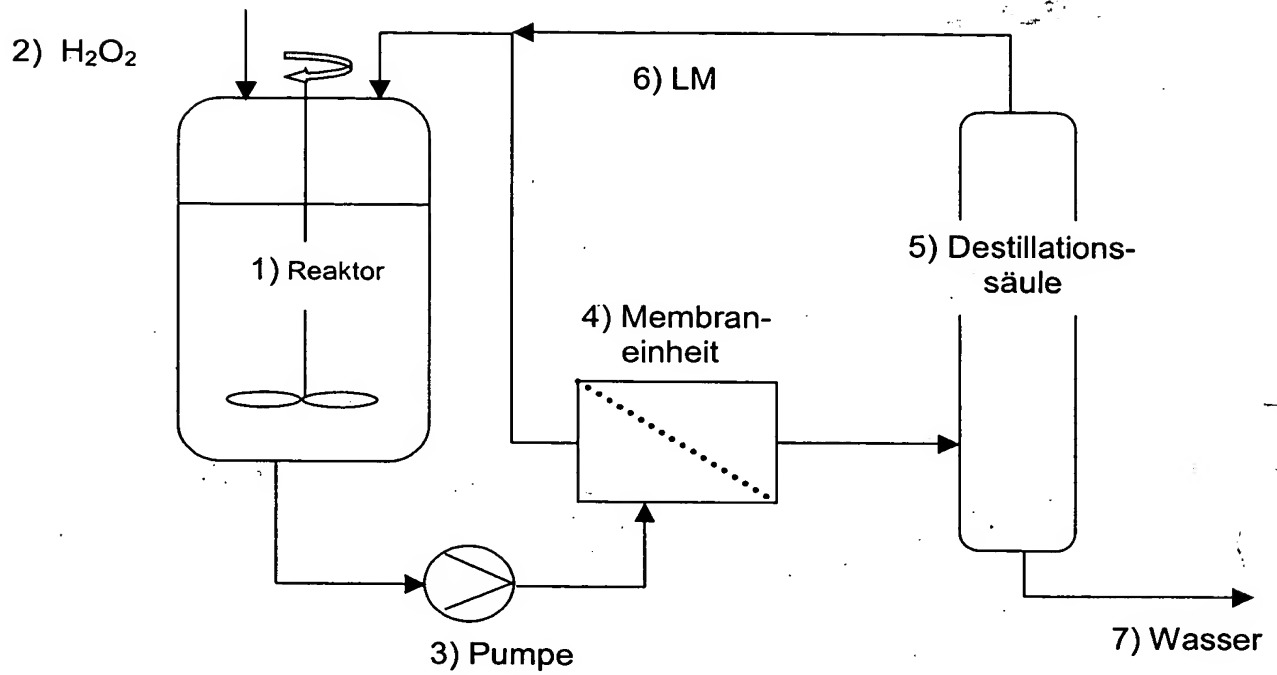 2) H₂O₂
6) LM
1) Reaktor
5) Destillations-
säule
4) Membran-
einheit
3) Pumpe
7) Wasser